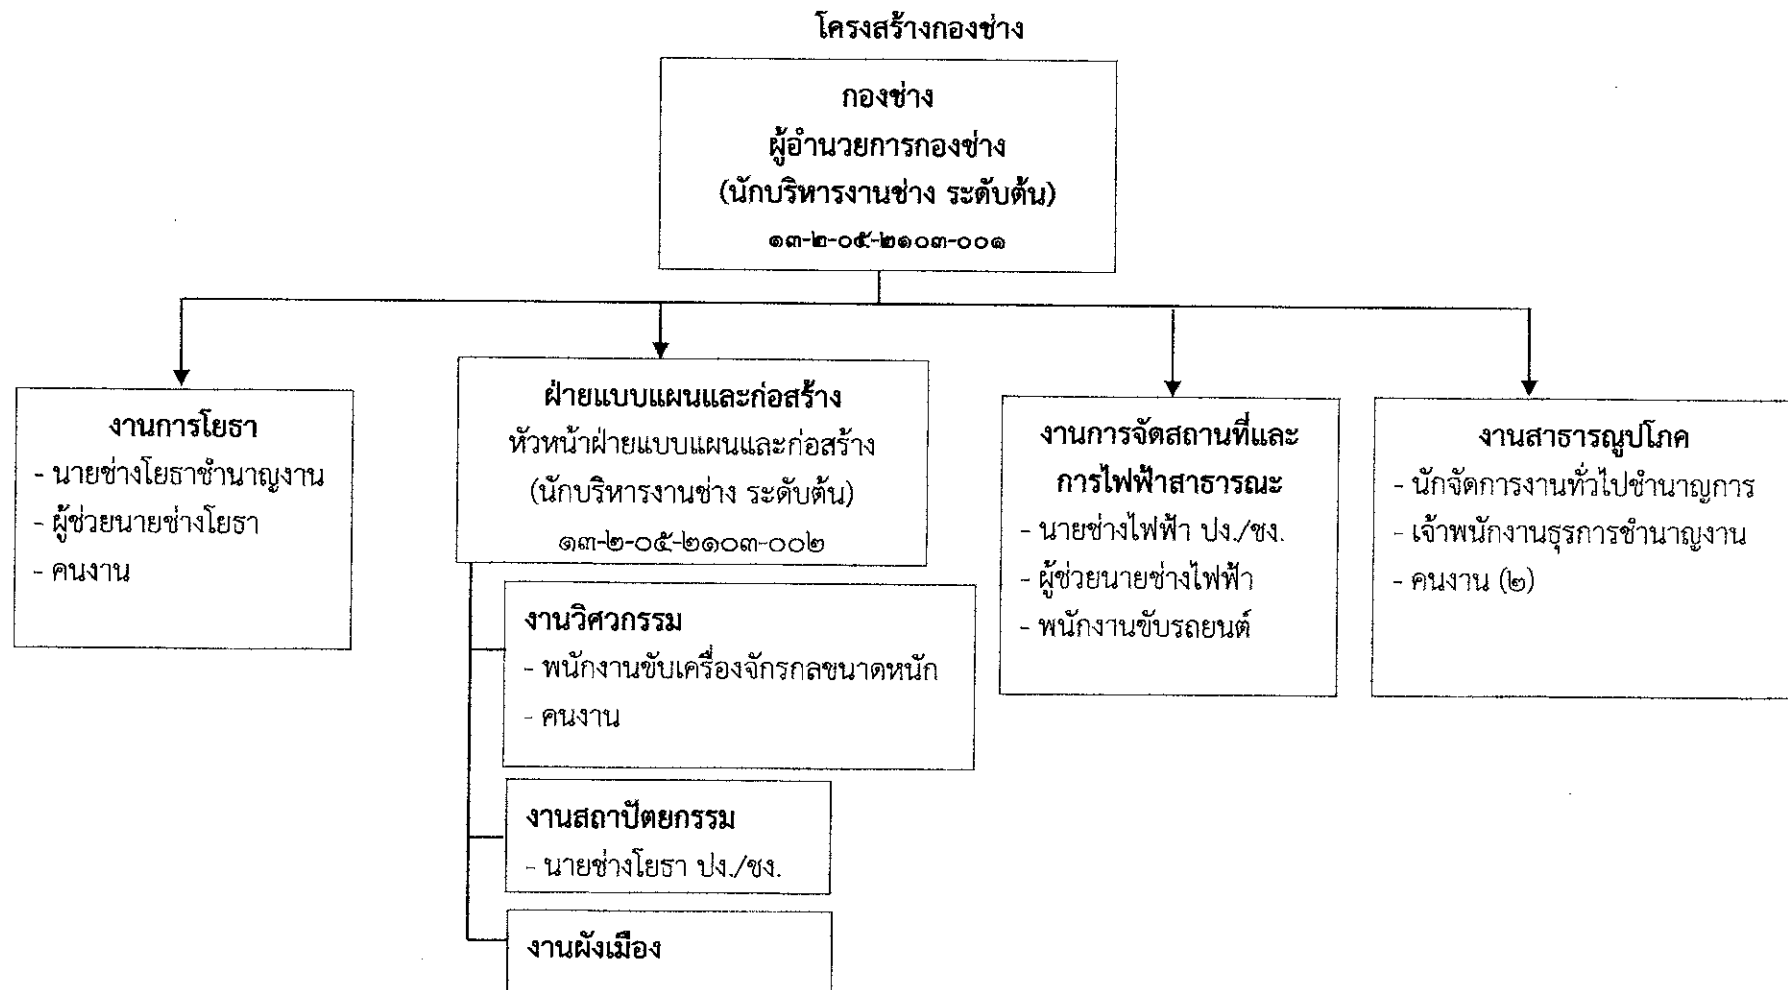 โครงสร้างกองช่าง
กองช่าง
ผู้อำนวยการกองช่าง
(นักบริหารงานช่าง ระดับต้น)
๑๓-๒-๐๕-๒๑๐๓-๐๐๑
งานการโยธา
- นายช่างโยธาชำนาญงาน
- ผู้ช่วยนายช่างโยธา
- คนงาน
ฝ่ายแบบแผนและก่อสร้าง
หัวหน้าฝ่ายแบบแผนและก่อสร้าง
(นักบริหารงานช่าง ระดับต้น)
๑๓-๒-๐๕-๒๑๐๓-๐๐๒
งานวิศวกรรม
- พนักงานขับเครื่องจักรกลขนาดหนัก
- คนงาน
งานสถาปัตยกรรม
- นายช่างโยธา ปง./ชง.
งานผังเมือง
งานการจัดสถานที่และ
การไฟฟ้าสาธารณะ
- นายช่างไฟฟ้า ปง./ชง.
- ผู้ช่วยนายช่างไฟฟ้า
- พนักงานขับรถยนต์
งานสาธารณูปโภค
- นักจัดการงานทั่วไปชำนาญการ
- เจ้าพนักงานธุรการชำนาญงาน
- คนงาน (๒)